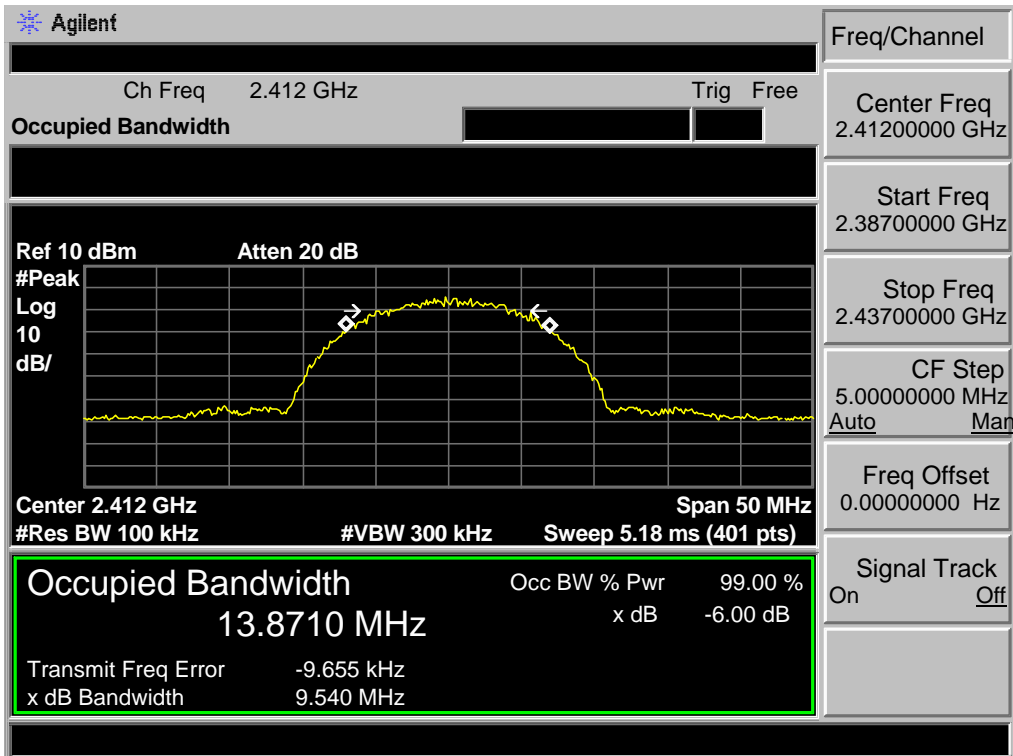 Agilent
Freq/Channel
Ch Freq 2.412 GHz Trig Free
Occupied Bandwidth
Center Freq
2.41200000 GHz
Start Freq
2.38700000 GHz
Ref 10 dBm Atten 20 dB
#Peak
Log
10
dB/
Stop Freq
2.43700000 GHz
CF Step
5.00000000 MHz
Auto Man
Freq Offset
0.00000000 Hz
Center 2.412 GHz Span 50 MHz
#Res BW 100 kHz #VBW 300 kHz Sweep 5.18 ms (401 pts)
Signal Track
On Off
Occupied Bandwidth Occ BW % Pwr 99.00 %
13.8710 MHz x dB -6.00 dB
Transmit Freq Error -9.655 kHz
x dB Bandwidth 9.540 MHz